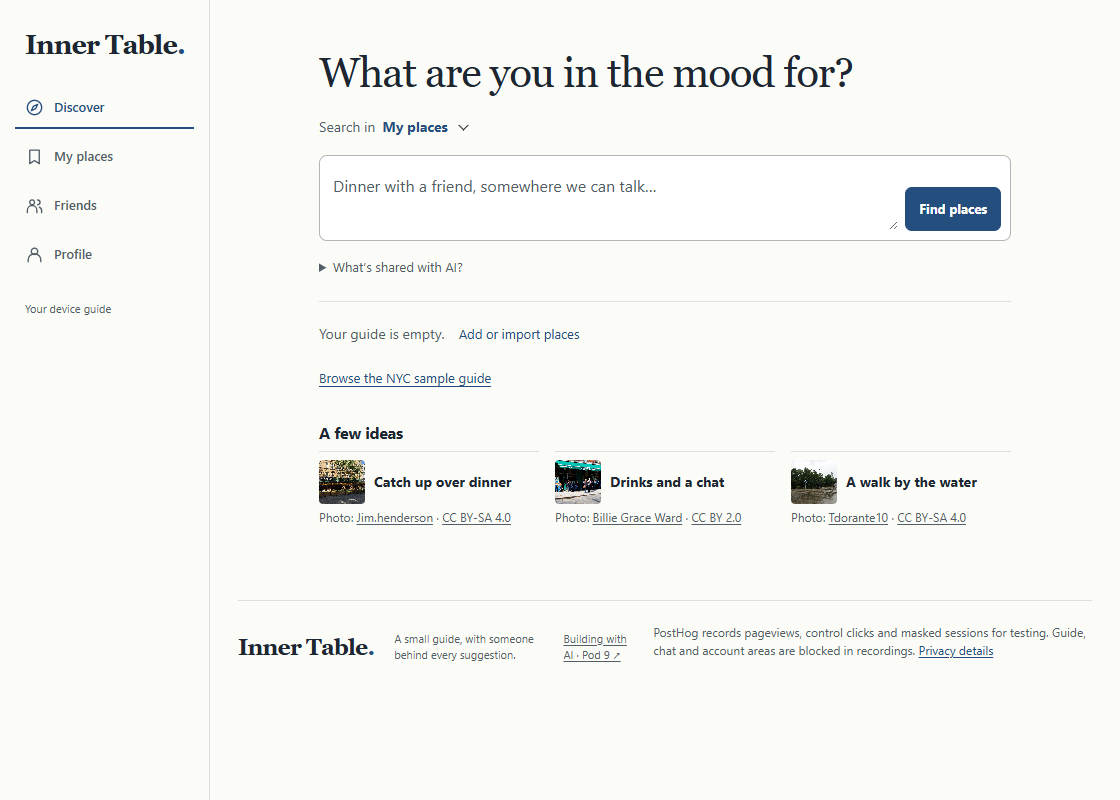 Inner Table.
Discover
My places
Friends
Profile
Your device guide
What are you in the mood for?
Search in My places
Dinner with a friend, somewhere we can talk...
Find places
What's shared with AI?
Your guide is empty. Add or import places
Browse the NYC sample guide
A few ideas
Catch up over dinner
Photo: Jim.henderson · CC BY-SA 4.0
Drinks and a chat
Photo: Billie Grace Ward · CC BY 2.0
A walk by the water
Photo: Tdorante10 · CC BY-SA 4.0
Inner Table.
A small guide, with someone
behind every suggestion.
Building with
AI · Pod 9 ↗
PostHog records pageviews, control clicks and masked sessions for testing. Guide,
chat and account areas are blocked in recordings. Privacy details